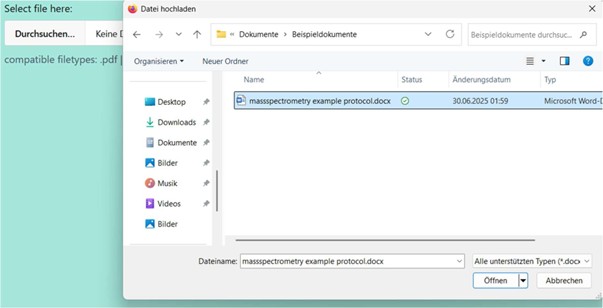 Select file here:
Durchsuchen... Keine D
compatible filetypes: .pdf |
Datei hochladen
« Dokumente > Beispieldokumente
Beispieldokumente durchsuc...
Organisieren Neuer Ordner
Name Status Änderungsdatum Typ
Desktop
Downloads
Dokumente
Bilder
Musik
Videos
Bilder
massspectrometry example protocol.docx 30.06.2025 01:59 Microsoft Word-D
Dateiname: massspectrometry example protocol.docx Alle unterstützten Typen (*.docx
Öffnen Abbrechen